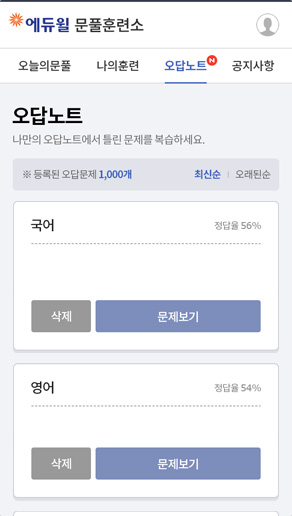 에듀윌 문풀훈련소
오늘의문풀 나의훈련 오답노트 N 공지사항
오답노트
나만의 오답노트에서 틀린 문제를 복습하세요.
※ 등록된 오답문제 1,000개 최신순 | 오래된순
국어 정답율 56%
삭제 문제보기
영어 정답율 54%
삭제 문제보기